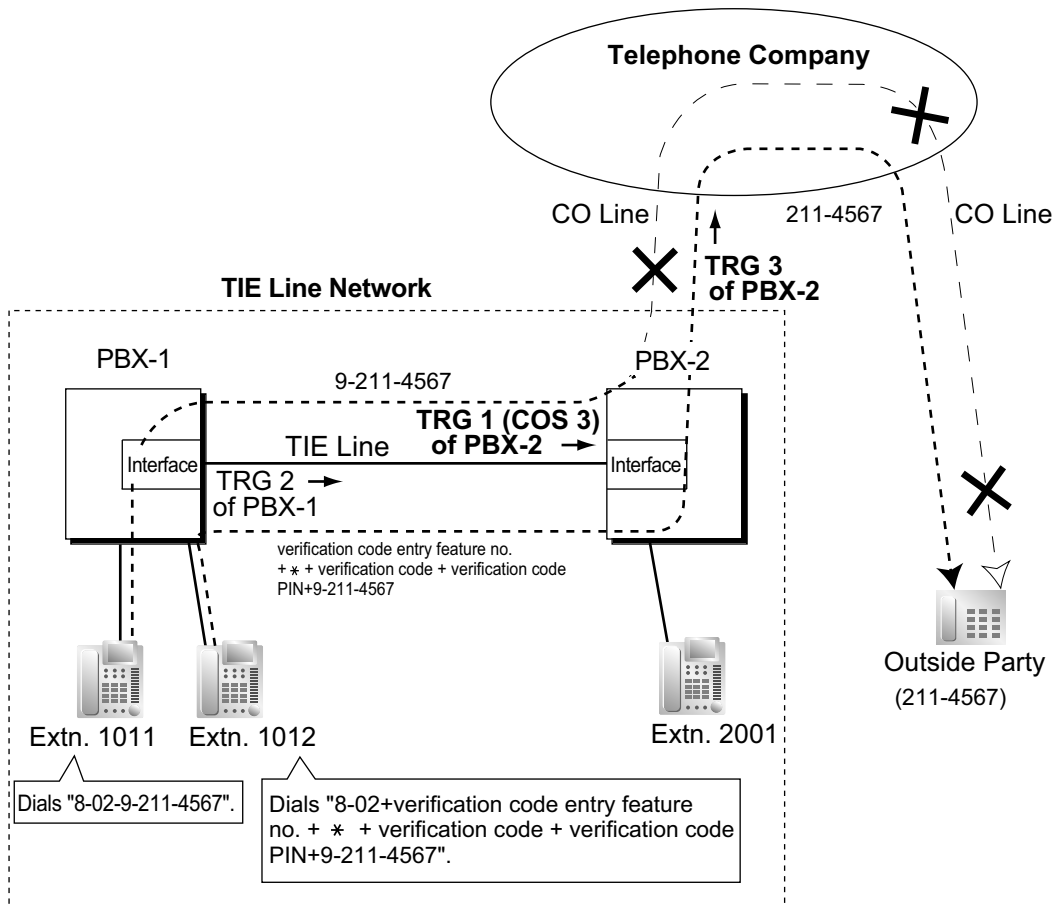 Telephone Company
CO Line
211-4567
CO Line
TRG 3
of PBX-2
TIE Line Network
PBX-1
PBX-2
9-211-4567
TRG 1 (COS 3)
of PBX-2
TIE Line
Interface
Interface
TRG 2
of PBX-1
verification code entry feature no.
+ * + verification code + verification code
PIN+9-211-4567
Outside Party
(211-4567)
Extn. 1011
Extn. 1012
Extn. 2001
Dials "8-02-9-211-4567".
Dials "8-02+verification code entry feature
no. + * + verification code + verification code
PIN+9-211-4567".